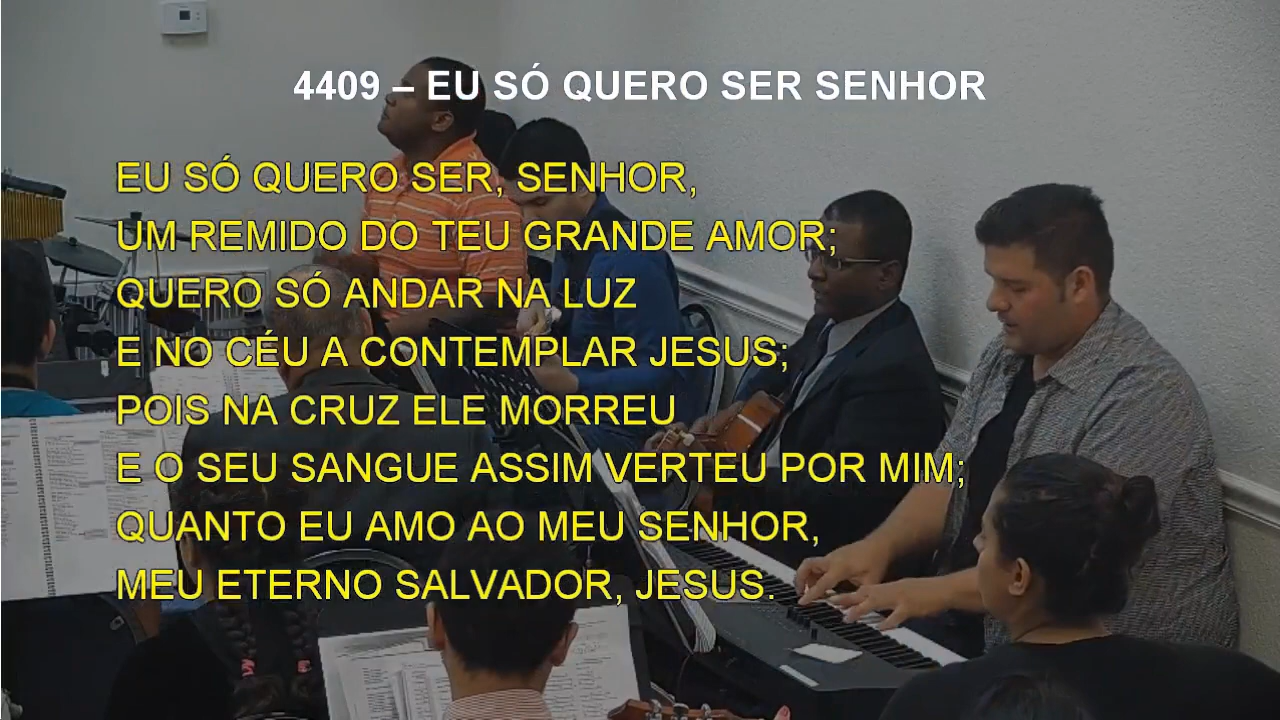 4409 – EU SÓ QUERO SER SENHOR
EU SÓ QUERO SER, SENHOR,
UM REMIDO DO TEU GRANDE AMOR;
QUERO SÓ ANDAR NA LUZ
E NO CÉU A CONTEMPLAR JESUS;
POIS NA CRUZ ELE MORREU
E O SEU SANGUE ASSIM VERTEU POR MIM;
QUANTO EU AMO AO MEU SENHOR,
MEU ETERNO SALVADOR, JESUS.